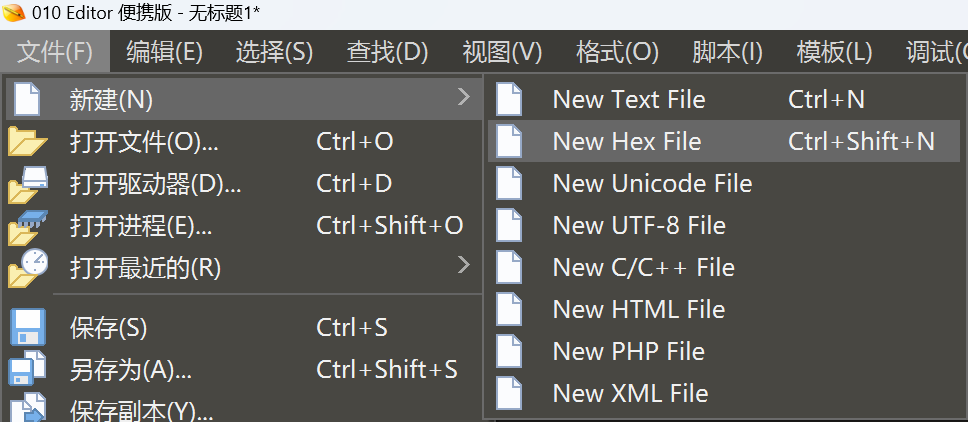 010 Editor 便携版 - 无标题1*
文件(F) 编辑(E) 选择(S) 查找(D) 视图(V) 格式(O) 脚本(I) 模板(L) 调试(
新建(N)
打开文件(O)... Ctrl+O
打开驱动器(D)... Ctrl+D
打开进程(E)... Ctrl+Shift+O
打开最近的(R)
保存(S) Ctrl+S
另存为(A)... Ctrl+Shift+S
保存副本(Y)...
New Text File Ctrl+N
New Hex File Ctrl+Shift+N
New Unicode File
New UTF-8 File
New C/C++ File
New HTML File
New PHP File
New XML File